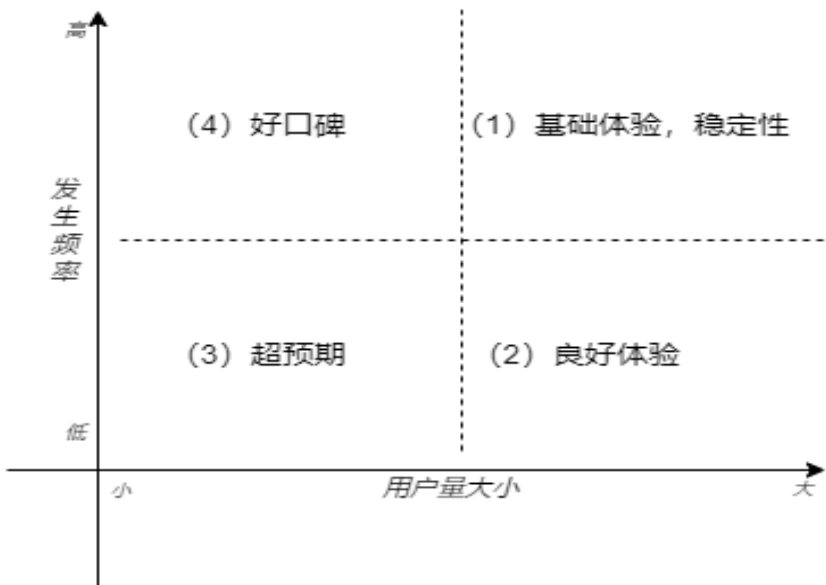 高
（4）好口碑
（1）基础体验，稳定性
发
生
频
率
（3）超预期
（2）良好体验
低
小
用户量大小
大